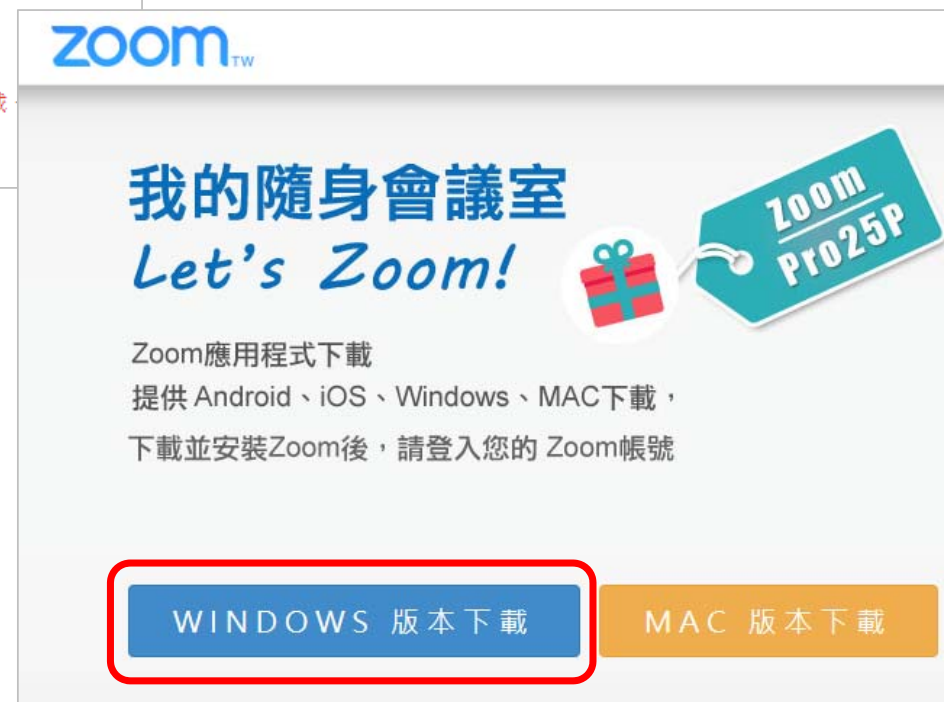 zoom TW
我的隨身會議室
Let's Zoom!
Zoom
Pro25P
Zoom應用程式下載
提供 Android、iOS、Windows、MAC下載，
下載並安裝Zoom後，請登入您的 Zoom帳號
WINDOWS 版本下載
MAC 版本下載